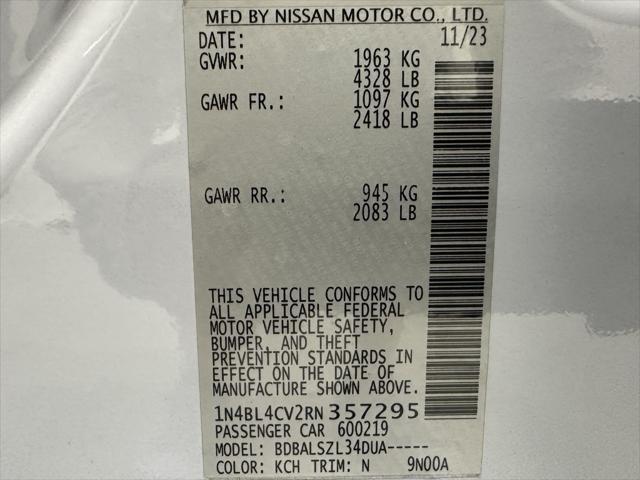 MFD BY NISSAN MOTOR CO., LTD.
DATE: 11/23
GVWR: 1963 KG
4328 LB
GAWR FR.: 1097 KG
2418 LB
GAWR RR.: 945 KG
2083 LB
THIS VEHICLE CONFORMS TO
ALL APPLICABLE FEDERAL
MOTOR VEHICLE SAFETY,
BUMPER, AND THEFT
PREVENTION STANDARDS IN
EFFECT ON THE DATE OF
MANUFACTURE SHOWN ABOVE.
1N4BL4CV2RN357295
PASSENGER CAR 600219
MODEL: BDBALSZL34DUA-----
COLOR: KCH TRIM: N 9N00A